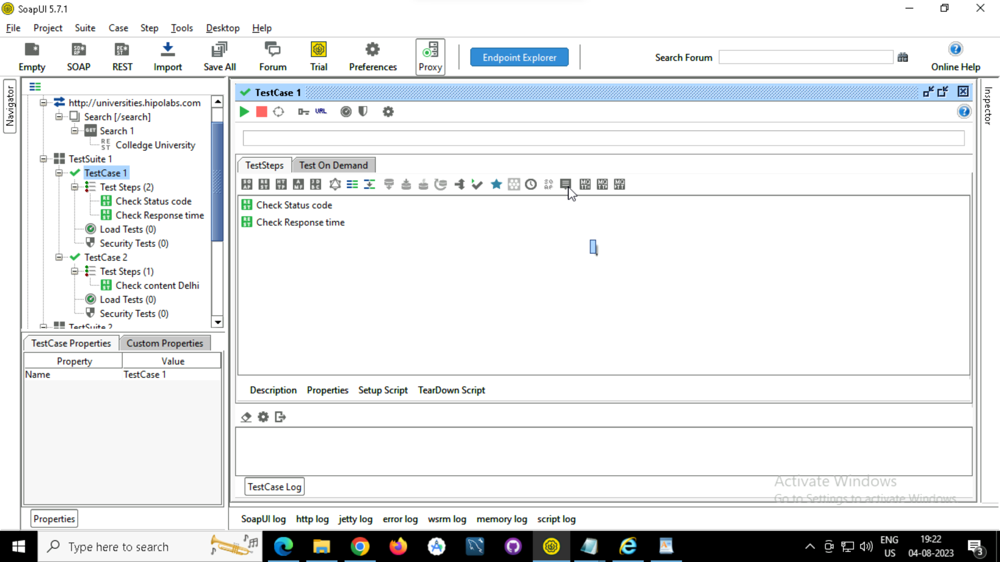 SoapUI 5.7.1
File Project Suite Case Step Tools Desktop Help
Empty SOAP REST Import Save All Forum Trial Preferences Proxy Endpoint Explorer Search Forum Online Help
Navigator
Inspector
http://universities.hipolabs.com
Search [/search]
Search 1
Colledge University
TestSuite 1
TestCase 1
Test Steps (2)
Check Status code
Check Response time
Load Tests (0)
Security Tests (0)
TestCase 2
Test Steps (1)
Check content Delhi
Load Tests (0)
Security Tests (0)
TestSuite 2
TestCase Properties Custom Properties
Property Value
Name TestCase 1
Properties
TestCase 1
URL
TestSteps Test On Demand
Check Status code
Check Response time
Description Properties Setup Script TearDown Script
TestCase Log
Activate Windows
Go to Settings to activate Windows.
SoapUI log http log jetty log error log wsrm log memory log script log
Type here to search
ENG
US
19:22
04-08-2023
3